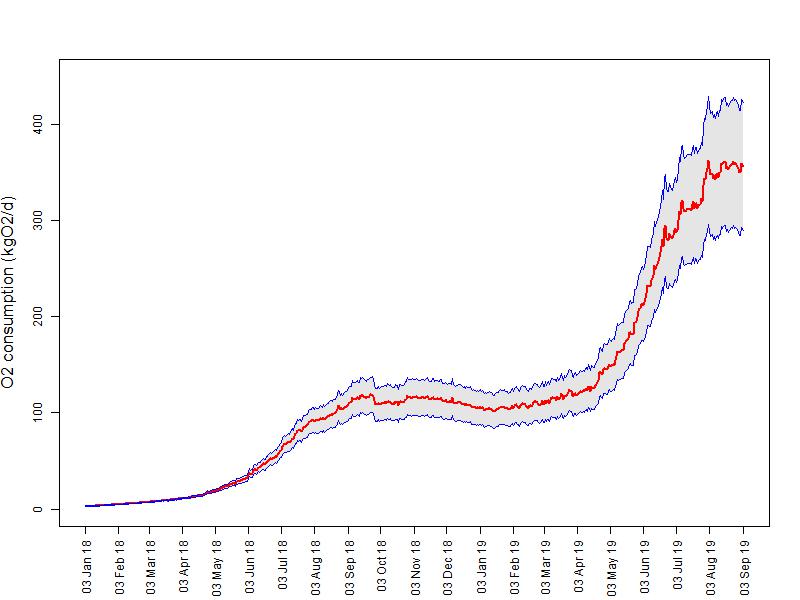 O2 consumption (kgO2/d)
400
300
200
100
0
03 Jan 18
03 Feb 18
03 Mar 18
03 Apr 18
03 May 18
03 Jun 18
03 Jul 18
03 Aug 18
03 Sep 18
03 Oct 18
03 Nov 18
03 Dec 18
03 Jan 19
03 Feb 19
03 Mar 19
03 Apr 19
03 May 19
03 Jun 19
03 Jul 19
03 Aug 19
03 Sep 19